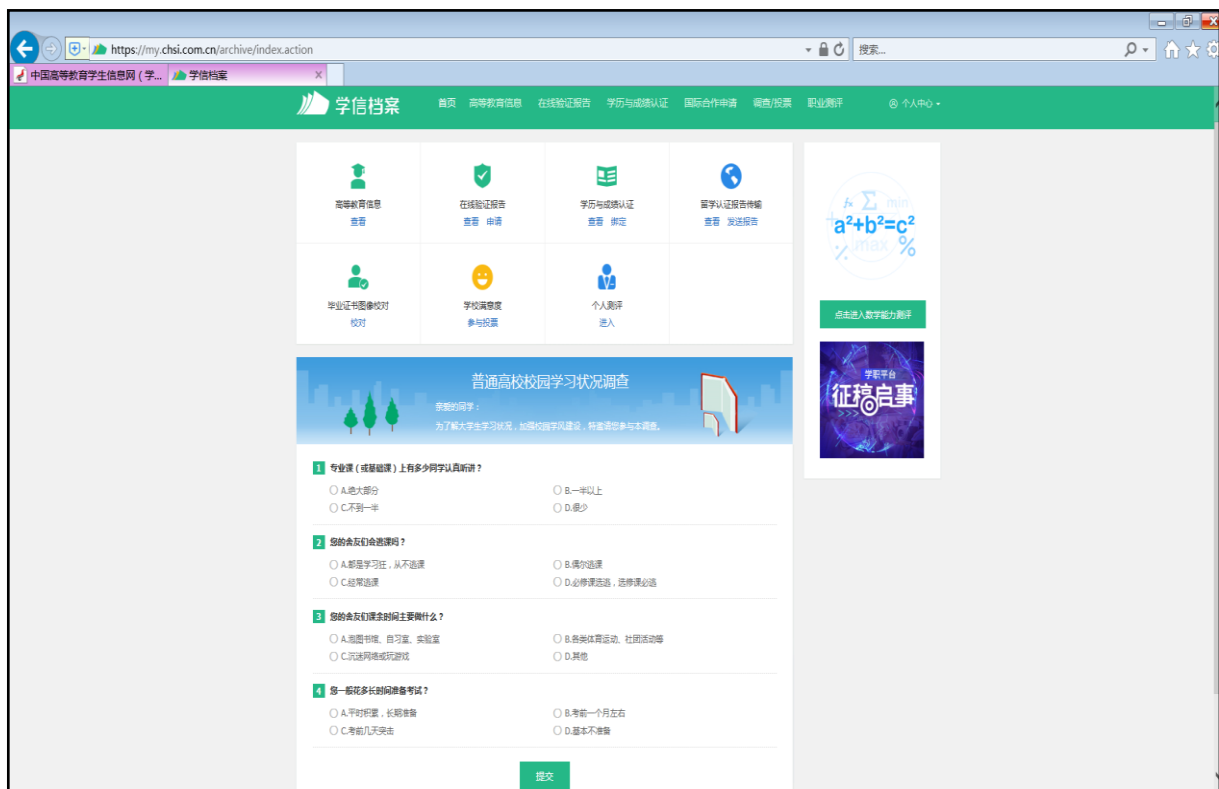 https://my.chsi.com.cn/archive/index.action
搜索...
中国高等教育学生信息网 ( 学...
学信档案
学信档案
首页 高等教育信息 在线验证报告 学历与成绩认证 国际合作申请 调查/投票 职业测评 个人中心
高等教育信息 在线验证报告 学历与成绩认证 留学认证报告传输
查看 查看 申请 查看 绑定 查看 发送报告
毕业证书图像校对 学校满意度 个人测评
校对 参与投票 进入
fx ∑ min
a²+b²=c²
max %
点击进入数学能力测评
学职平台
征稿启事
普通高校校园学习状况调查
亲爱的同学：
为了解大学生学习状况，加强校园学风建设，特邀请您参与本调查。
1 专业课 ( 或基础课 ) 上有多少同学认真听讲？
A.绝大部分 B.一半以上
C.不到一半 D.很少
2 您的舍友们会逃课吗？
A.都是学习狂，从不逃课 B.偶尔逃课
C.经常逃课 D.必修课选逃，选修课必逃
3 您的舍友们课余时间主要做什么？
A.泡图书馆、自习室、实验室 B.各类体育运动、社团活动等
C.沉迷网络或玩游戏 D.其他
4 您一般花多长时间准备考试？
A.平时积累，长期准备 B.考前一个月左右
C.考前几天突击 D.基本不准备
提交